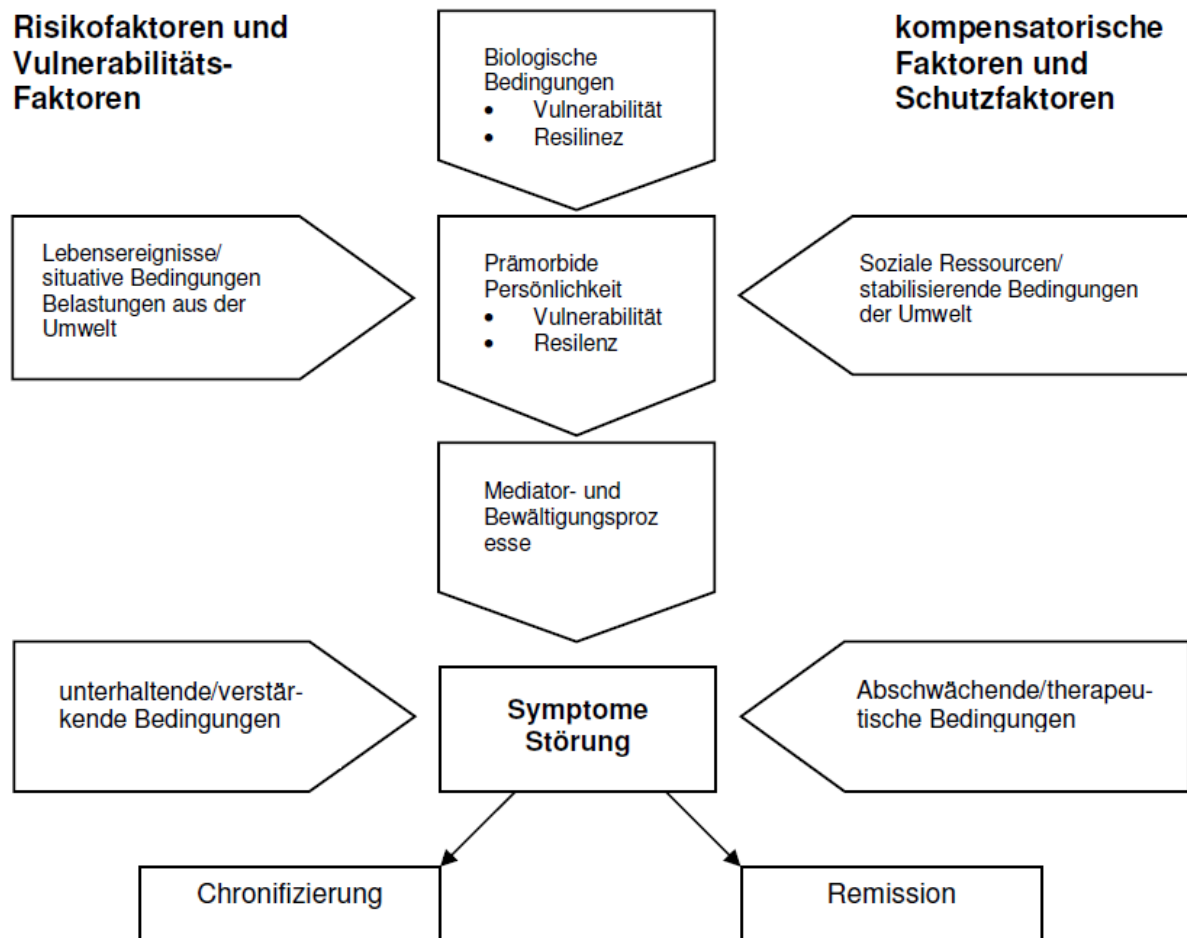 Risikofaktoren und
Vulnerabilitäts-
Faktoren
Biologische
Bedingungen
• Vulnerabilität
• Resilinez
kompensatorische
Faktoren und
Schutzfaktoren
Lebensereignisse/
situative Bedingungen
Belastungen aus der
Umwelt
Prämorbide
Persönlichkeit
• Vulnerabilität
• Resilenz
Soziale Ressourcen/
stabilisierende Bedingungen
der Umwelt
Mediator- und
Bewältigungsproz
esse
unterhaltende/verstär-
kende Bedingungen
Symptome
Störung
Abschwächende/therapeu-
tische Bedingungen
Chronifizierung
Remission